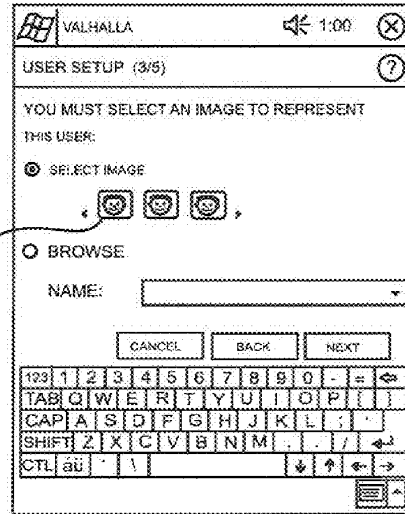 VALHALLA 1:00
USER SETUP (3/5) ?
YOU MUST SELECT AN IMAGE TO REPRESENT
THIS USER:
SELECT IMAGE
BROWSE
NAME:
CANCEL BACK NEXT
123 1 2 3 4 5 6 7 8 9 0 - =
TAB Q W E R T Y U I O P [ ]
CAP A S D F G H J K L ; '
SHIFT Z X C V B N M , . /
CTL áü ` \